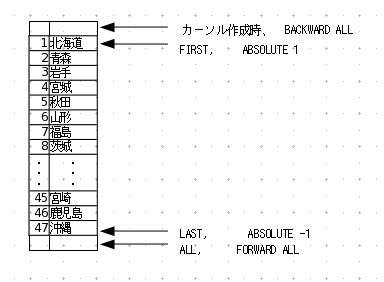 カーソル作成時、 BACKWARD ALL
1 北海道
FIRST, ABSOLUTE 1
2 青森
3 岩手
4 宮城
5 秋田
6 山形
7 福島
8 茨城
: :
: :
45 宮崎
46 鹿児島
47 沖縄
LAST, ABSOLUTE -1
ALL, FORWARD ALL